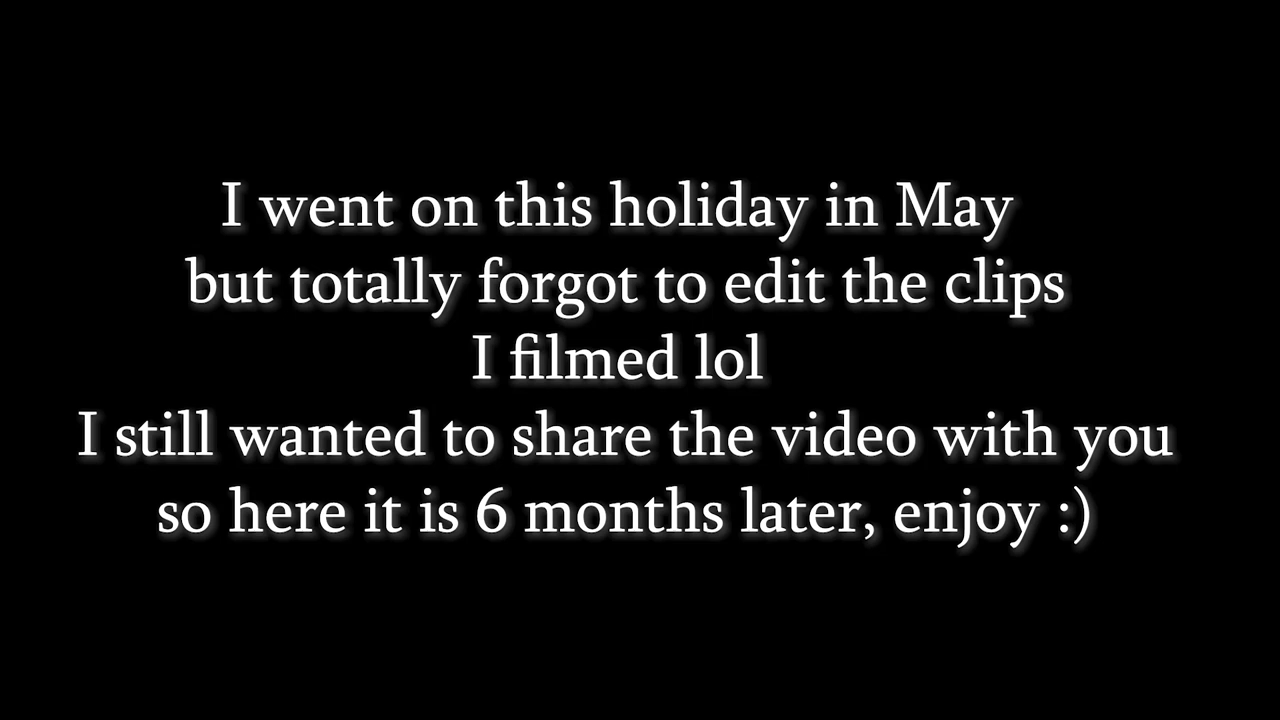 I went on this holiday in May
but totally forgot to edit the clips
I filmed lol
I still wanted to share the video with you
so here it is 6 months later, enjoy :)